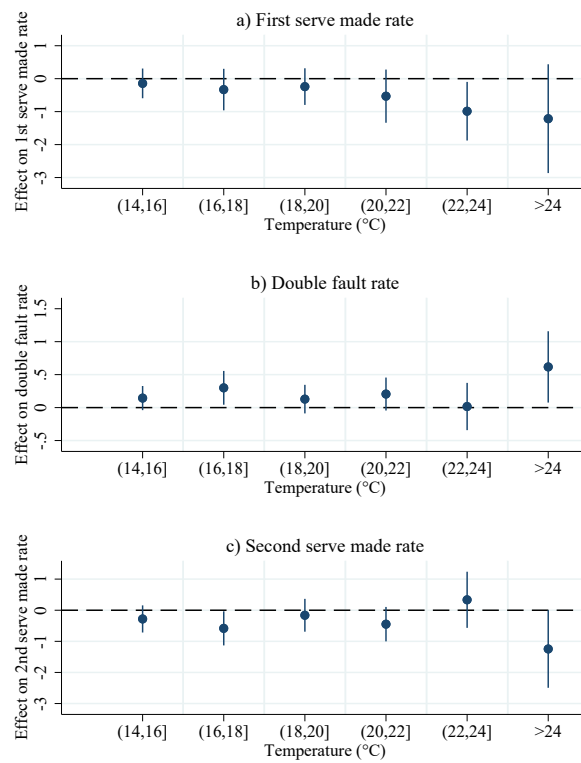 a) First serve made rate
Effect on 1st serve made rate
1
0
-1
-2
-3
(14,16] (16,18] (18,20] (20,22] (22,24] >24
Temperature (°C)
b) Double fault rate
Effect on double fault rate
1.5
1
.5
0
-.5
(14,16] (16,18] (18,20] (20,22] (22,24] >24
Temperature (°C)
c) Second serve made rate
Effect on 2nd serve made rate
1
0
-1
-2
-3
(14,16] (16,18] (18,20] (20,22] (22,24] >24
Temperature (°C)